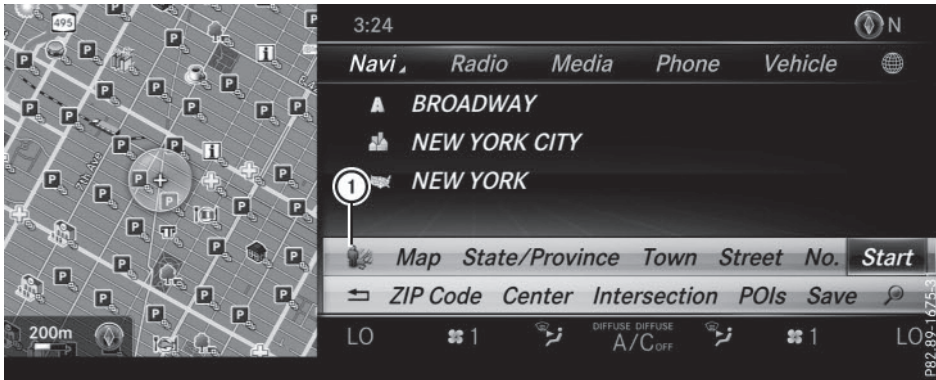 495
P
i
7th Ave
200m
3:24
N
Navi Radio Media Phone Vehicle
A BROADWAY
NEW YORK CITY
NEW YORK
1
Map State/Province Town Street No. Start
ZIP Code Center Intersection POIs Save
LO 1 DIFFUSE DIFFUSE A/C OFF 1 LO
P82.89-1675-31